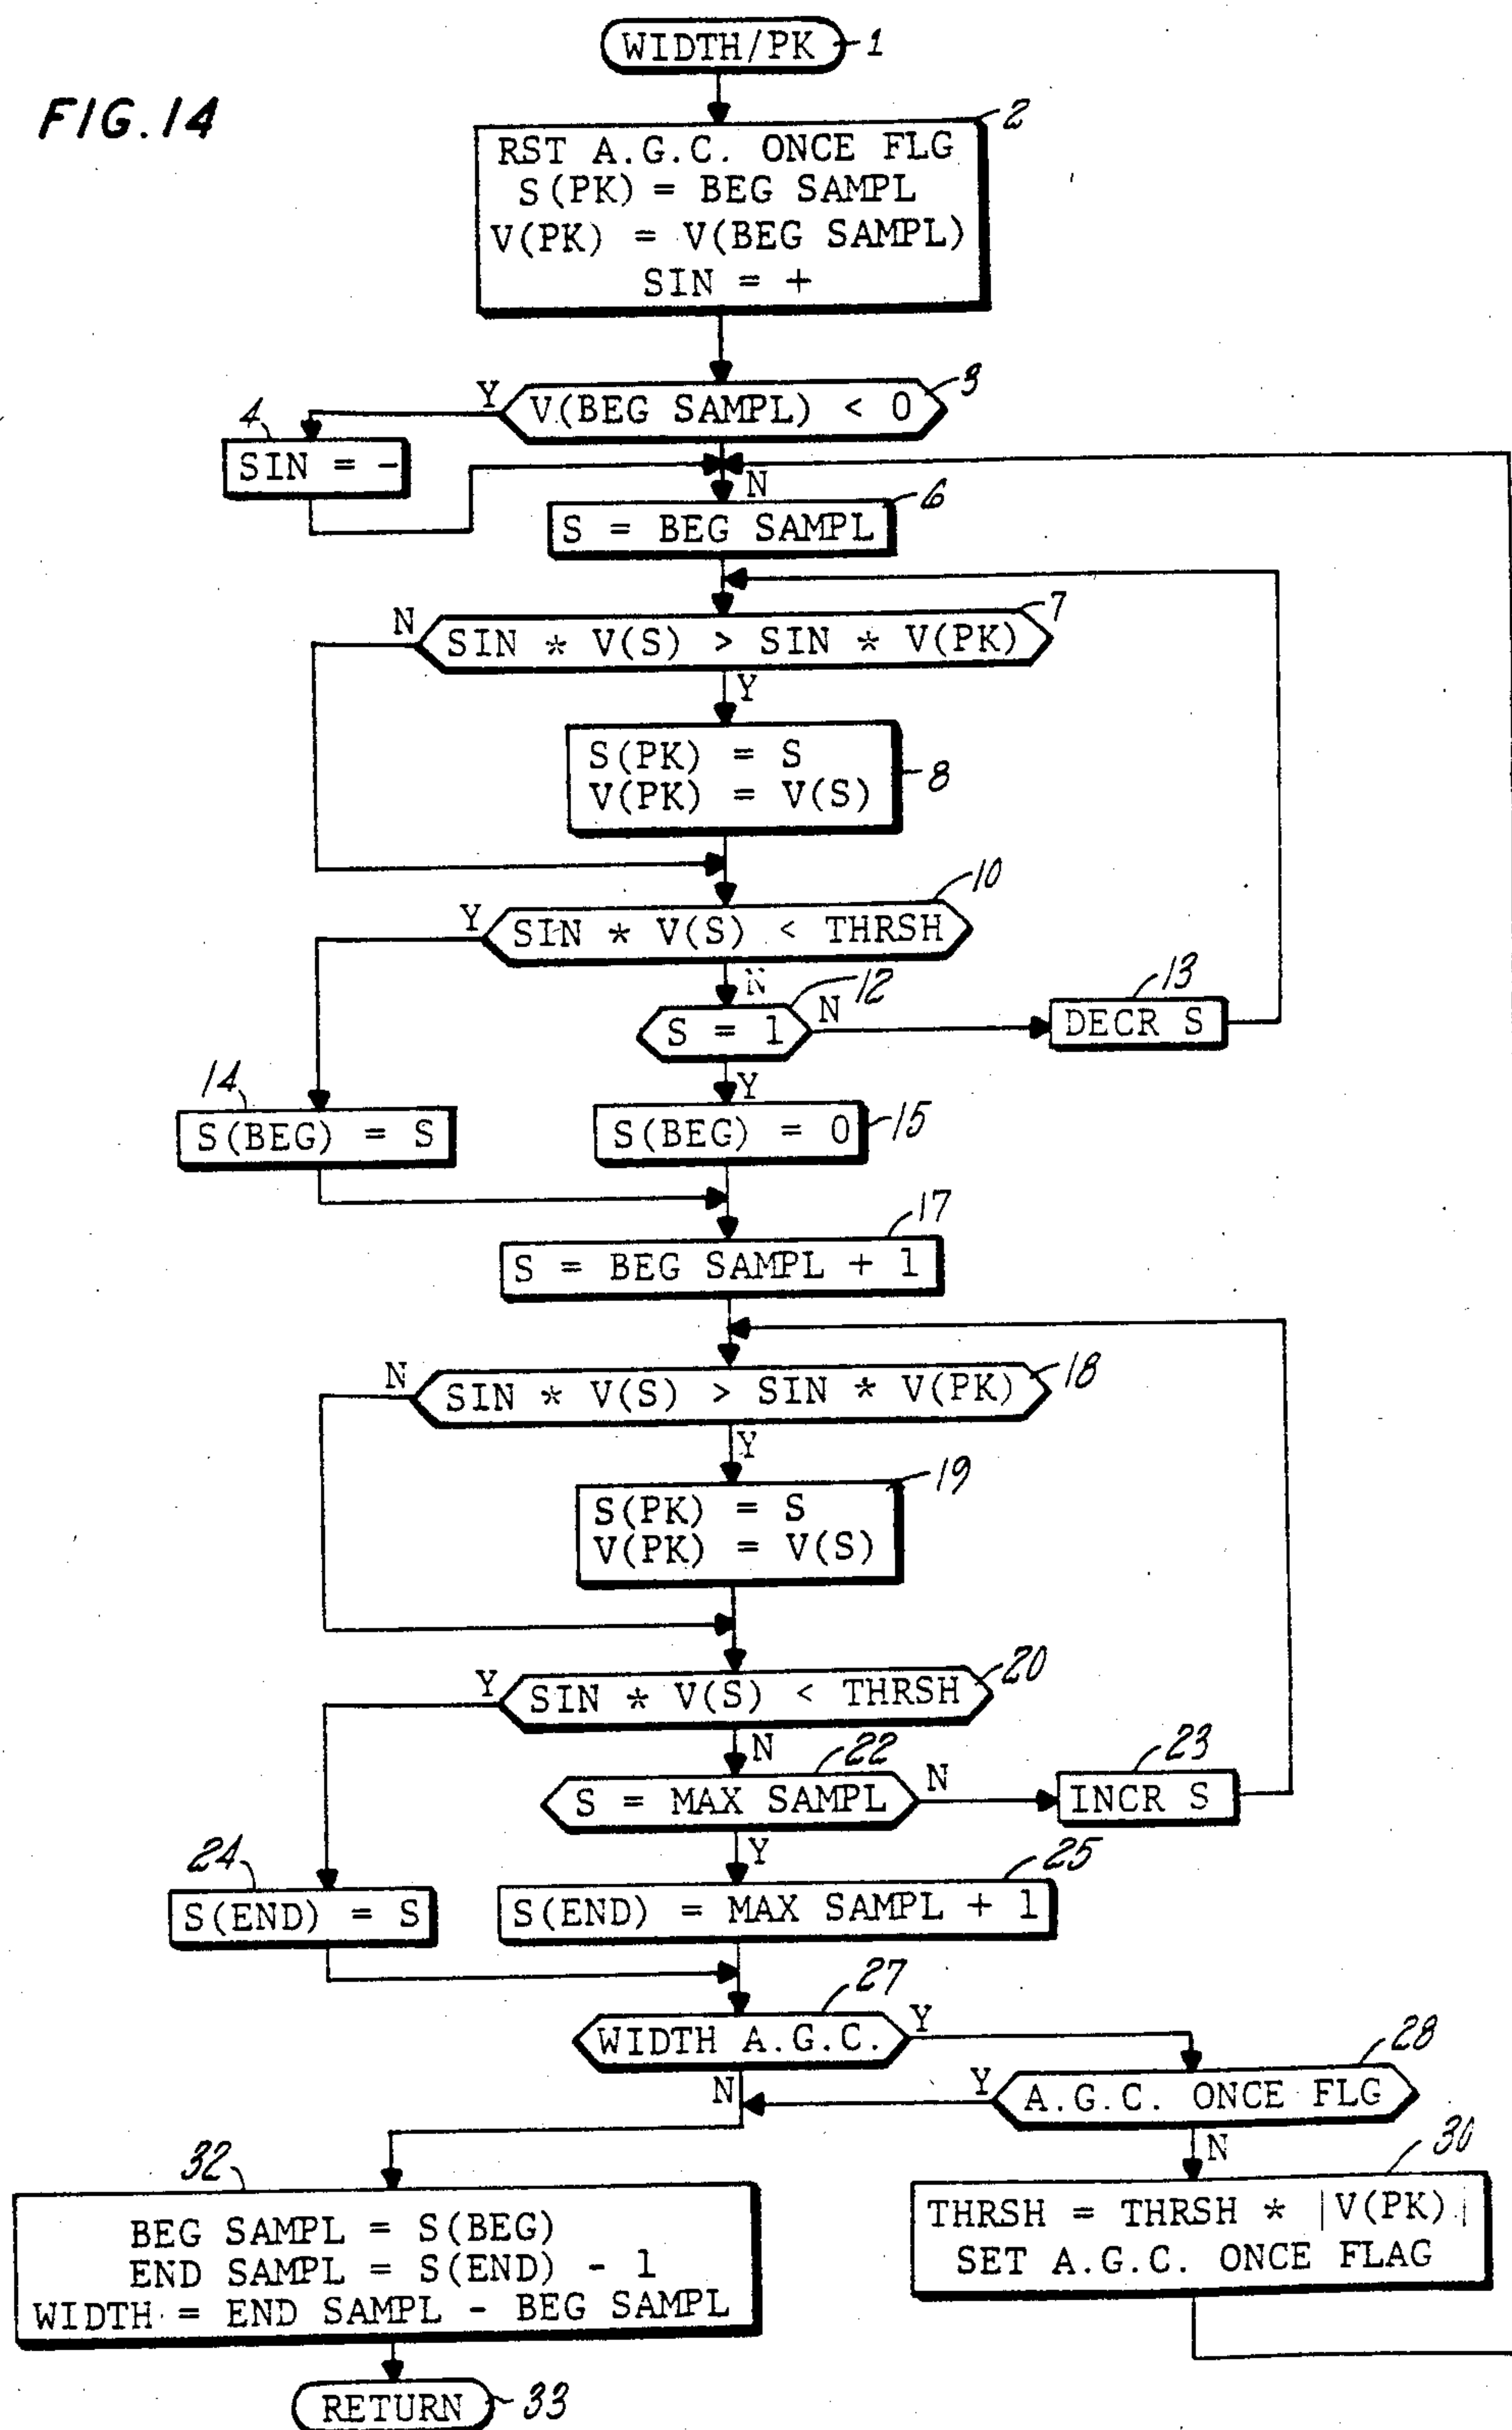 FIG.14
WIDTH/PK 1
2
RST A.G.C. ONCE FLG
S(PK) = BEG SAMPL
V(PK) = V(BEG SAMPL)
SIN = +
3
Y V(BEG SAMPL) < 0
4
SIN = -
N
6
S = BEG SAMPL
7
N SIN * V(S) > SIN * V(PK)
Y
S(PK) = S
V(PK) = V(S)
8
10
Y SIN * V(S) < THRSH
N
12
13
S = 1 N DECR S
Y
14
S(BEG) = S
S(BEG) = 0 15
17
S = BEG SAMPL + 1
N SIN * V(S) > SIN * V(PK) 18
Y
19
S(PK) = S
V(PK) = V(S)
20
Y SIN * V(S) < THRSH
N
22
23
S = MAX SAMPL N INCR S
Y
24
25
S(END) = S
S(END) = MAX SAMPL + 1
27
WIDTH A.G.C. Y
28
N
Y A.G.C. ONCE FLG
N
30
THRSH = THRSH * |V(PK)|
SET A.G.C. ONCE FLAG
32
BEG SAMPL = S(BEG)
END SAMPL = S(END) - 1
WIDTH = END SAMPL - BEG SAMPL
RETURN 33